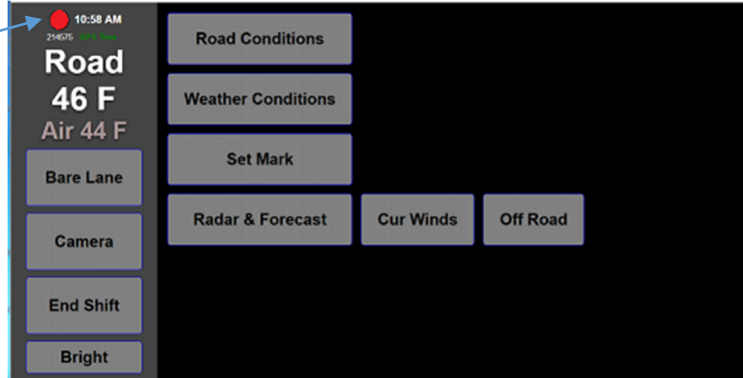 10:58 AM
214575
Road
46 F
Air 44 F
Bare Lane
Camera
End Shift
Bright
Road Conditions
Weather Conditions
Set Mark
Radar & Forecast
Cur Winds
Off Road